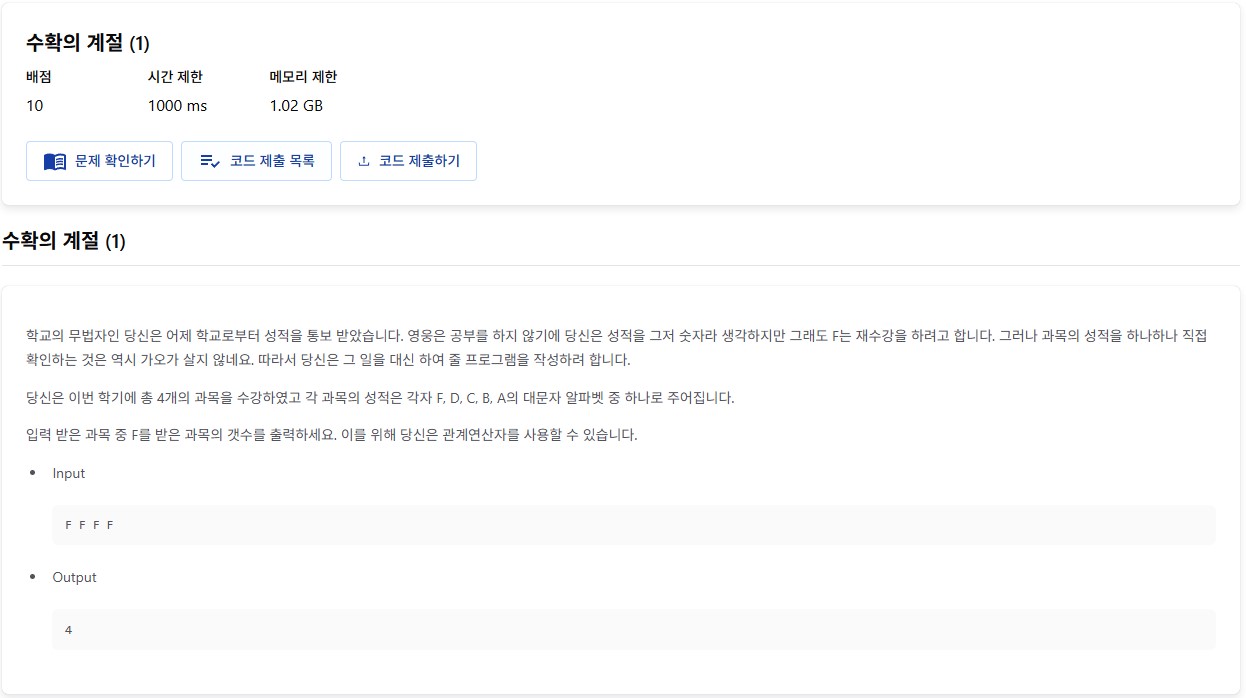 수확의 계절 (1)
배점 시간 제한 메모리 제한
10 1000 ms 1.02 GB
문제 확인하기 코드 제출 목록 코드 제출하기
수확의 계절 (1)
학교의 무법자인 당신은 어제 학교로부터 성적을 통보 받았습니다. 영웅은 공부를 하지 않기에 당신은 성적을 그저 숫자라 생각하지만 그래도 F는 재수강을 하려고 합니다. 그러나 과목의 성적을 하나하나 직접
확인하는 것은 역시 가오가 살지 않네요. 따라서 당신은 그 일을 대신 하여 줄 프로그램을 작성하려 합니다.
당신은 이번 학기에 총 4개의 과목을 수강하였고 각 과목의 성적은 각자 F, D, C, B, A의 대문자 알파벳 중 하나로 주어집니다.
입력 받은 과목 중 F를 받은 과목의 갯수를 출력하세요. 이를 위해 당신은 관계연산자를 사용할 수 있습니다.
• Input
F F F F
• Output
4